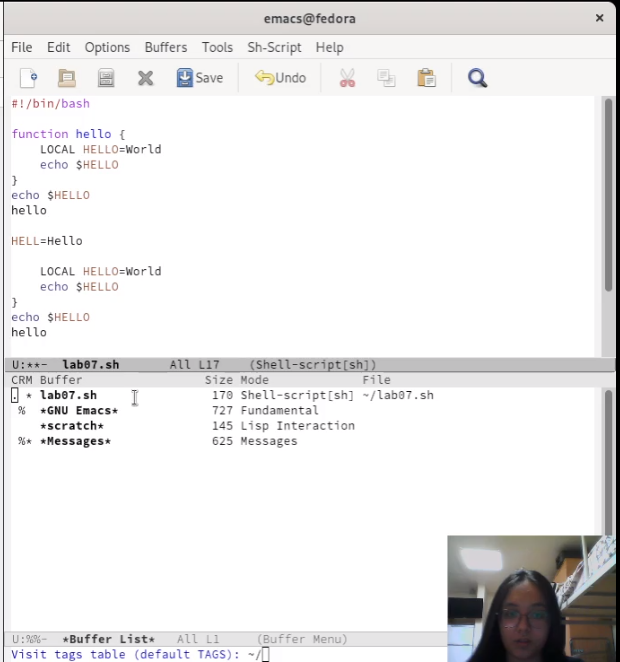 emacs@fedora ×
File Edit Options Buffers Tools Sh-Script Help
Save Undo
#!/bin/bash
function hello {
LOCAL HELLO=World
echo $HELLO
}
echo $HELLO
hello
HELL=Hello
LOCAL HELLO=World
echo $HELLO
}
echo $HELLO
hello
U:**- lab07.sh All L17 (Shell-script[sh])
CRM Buffer Size Mode File
. * lab07.sh 170 Shell-script[sh] ~/lab07.sh
% *GNU Emacs* 727 Fundamental
*scratch* 145 Lisp Interaction
%* *Messages* 625 Messages
U:%%- *Buffer List* All L1 (Buffer Menu)
Visit tags table (default TAGS): ~/